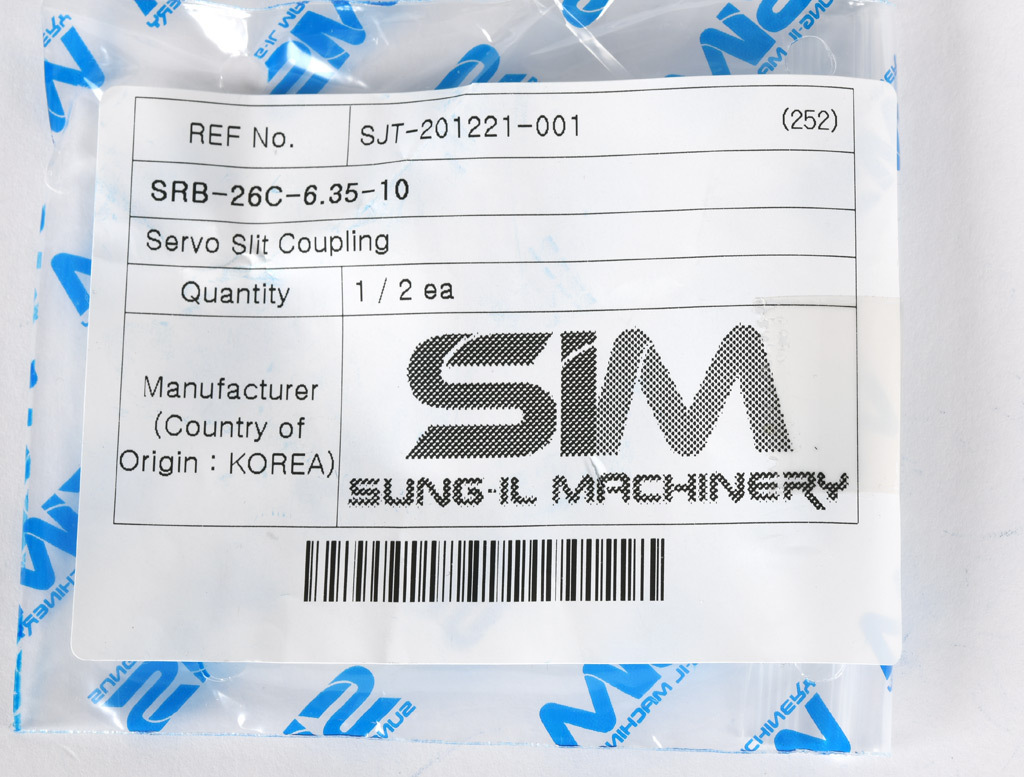 REF No.
SJT-201221-001
(252)
SRB-26C-6.35-10
Servo Slit Coupling
Quantity
1 / 2 ea
Manufacturer
(Country of
Origin : KOREA)
SIM
SUNG-IL MACHINERY